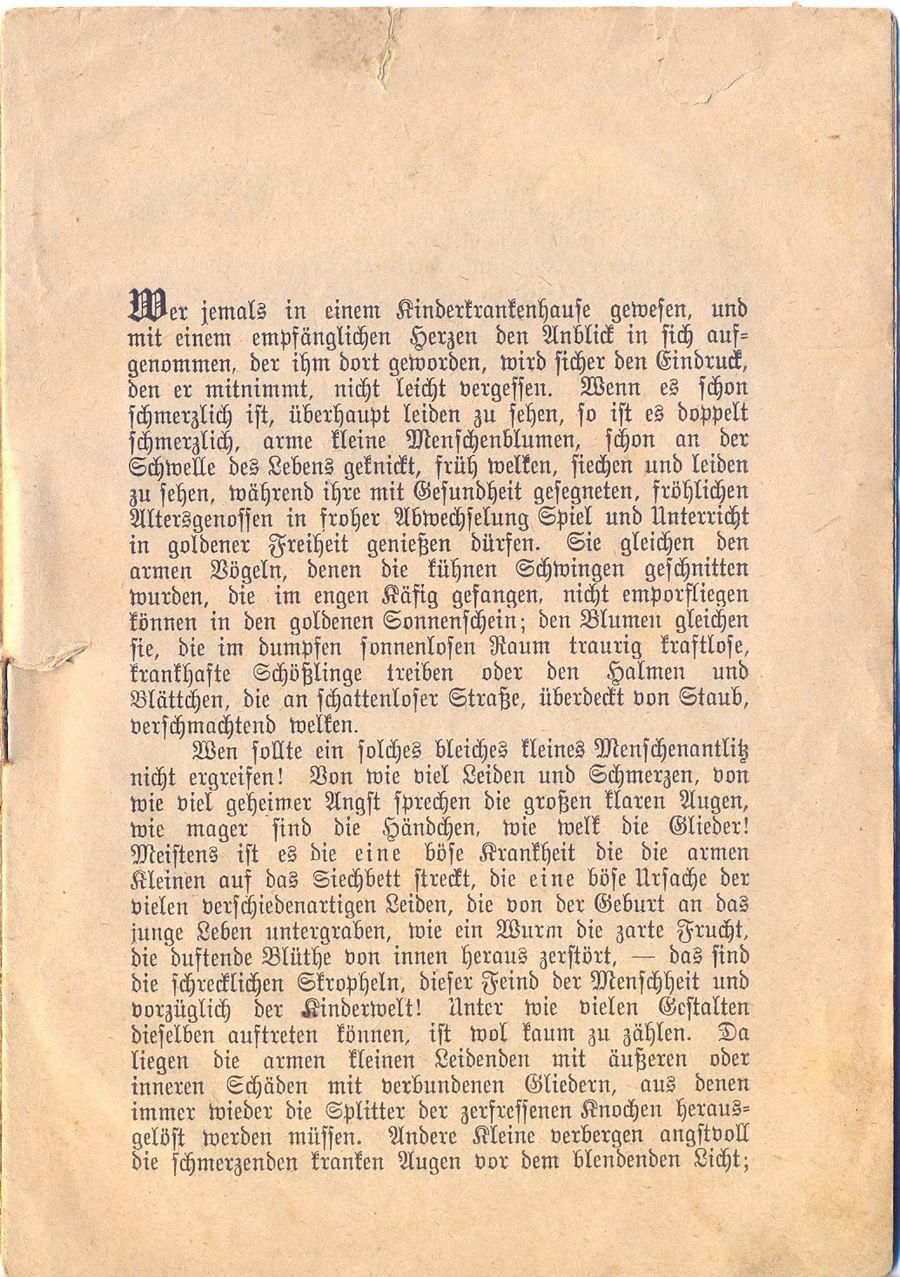 Wer jemals in einem Kinderkrankenhause gewesen, und
mit einem empfänglichen Herzen den Anblick in sich auf-
genommen, der ihm dort geworden, wird sicher den Eindruck,
den er mitnimmt, nicht leicht vergessen. Wenn es schon
schmerzlich ist, überhaupt leiden zu sehen, so ist es doppelt
schmerzlich, arme kleine Menschenblumen, schon an der
Schwelle des Lebens geknickt, früh welken, siechen und leiden
zu sehen, während ihre mit Gesundheit gesegneten, fröhlichen
Altersgenossen in froher Abwechselung Spiel und Unterricht
in goldener Freiheit genießen dürfen. Sie gleichen den
armen Vögeln, denen die kühnen Schwingen geschnitten
wurden, die im engen Käfig gefangen, nicht emporfliegen
können in den goldenen Sonnenschein; den Blumen gleichen
sie, die im dumpfen sonnenlosen Raum traurig kraftlose,
krankhafte Schößlinge treiben oder den Halmen und
Blättchen, die an schattenloser Straße, überdeckt von Staub,
verschmachtend welken.
Wen sollte ein solches bleiches kleines Menschenantlitz
nicht ergreifen! Von wie viel Leiden und Schmerzen, von
wie viel geheimer Angst sprechen die großen klaren Augen,
wie mager sind die Händchen, wie welk die Glieder!
Meistens ist es die eine böse Krankheit die die armen
Kleinen auf das Siechbett streckt, die eine böse Ursache der
vielen verschiedenartigen Leiden, die von der Geburt an das
junge Leben untergraben, wie ein Wurm die zarte Frucht,
die duftende Blüthe von innen heraus zerstört, — das sind
die schrecklichen Skropheln, dieser Feind der Menschheit und
vorzüglich der Kinderwelt! Unter wie vielen Gestalten
dieselben auftreten können, ist wol kaum zu zählen. Da
liegen die armen kleinen Leidenden mit äußeren oder
inneren Schäden mit verbundenen Gliedern, aus denen
immer wieder die Splitter der zerfressenen Knochen heraus-
gelöst werden müssen. Andere Kleine verbergen angstvoll
die schmerzenden kranken Augen vor dem blendenden Licht;